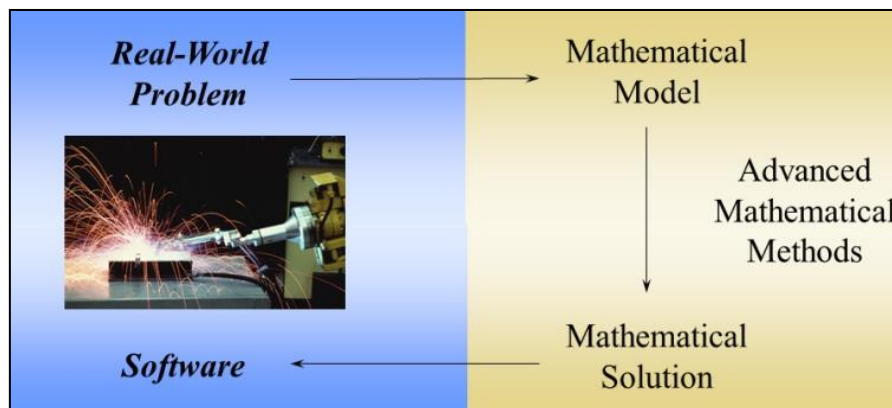 Real-World
Problem
Mathematical
Model
Advanced
Mathematical
Methods
Mathematical
Solution
Software